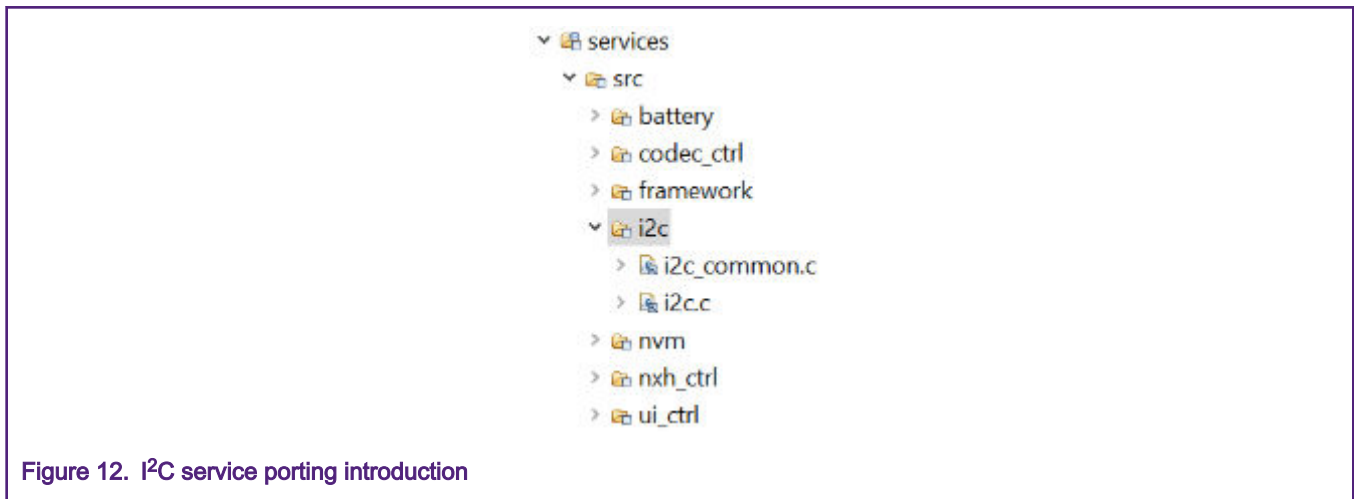 services
src
battery
codec_ctrl
framework
i2c
i2c_common.c
i2c.c
nvm
nxh_ctrl
ui_ctrl
Figure 12. I²C service porting introduction